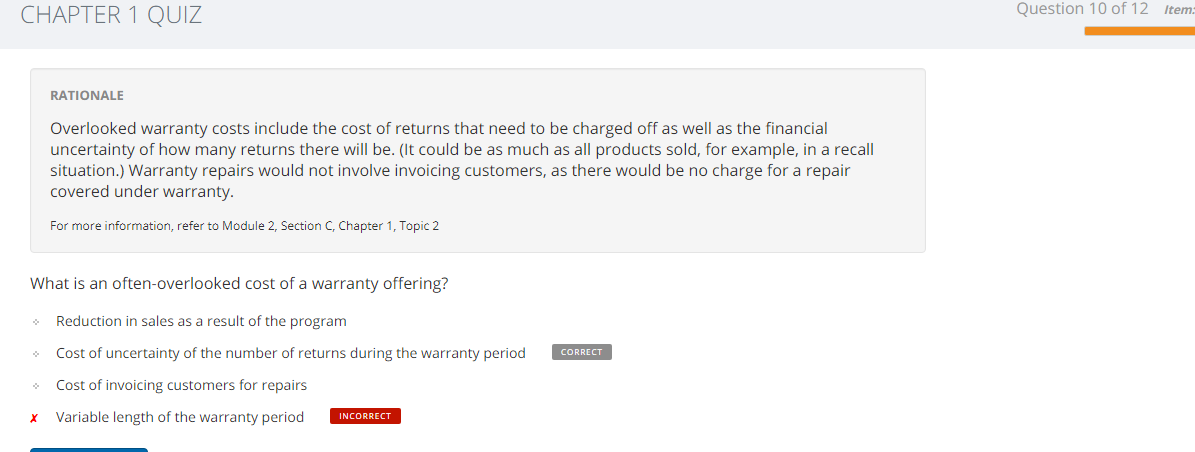 CHAPTER 1 QUIZ
Question 10 of 12 Item:
RATIONALE
Overlooked warranty costs include the cost of returns that need to be charged off as well as the financial
uncertainty of how many returns there will be. (It could be as much as all products sold, for example, in a recall
situation.) Warranty repairs would not involve invoicing customers, as there would be no charge for a repair
covered under warranty.
For more information, refer to Module 2, Section C, Chapter 1, Topic 2
What is an often-overlooked cost of a warranty offering?
Reduction in sales as a result of the program
Cost of uncertainty of the number of returns during the warranty period CORRECT
Cost of invoicing customers for repairs
✗ Variable length of the warranty period INCORRECT